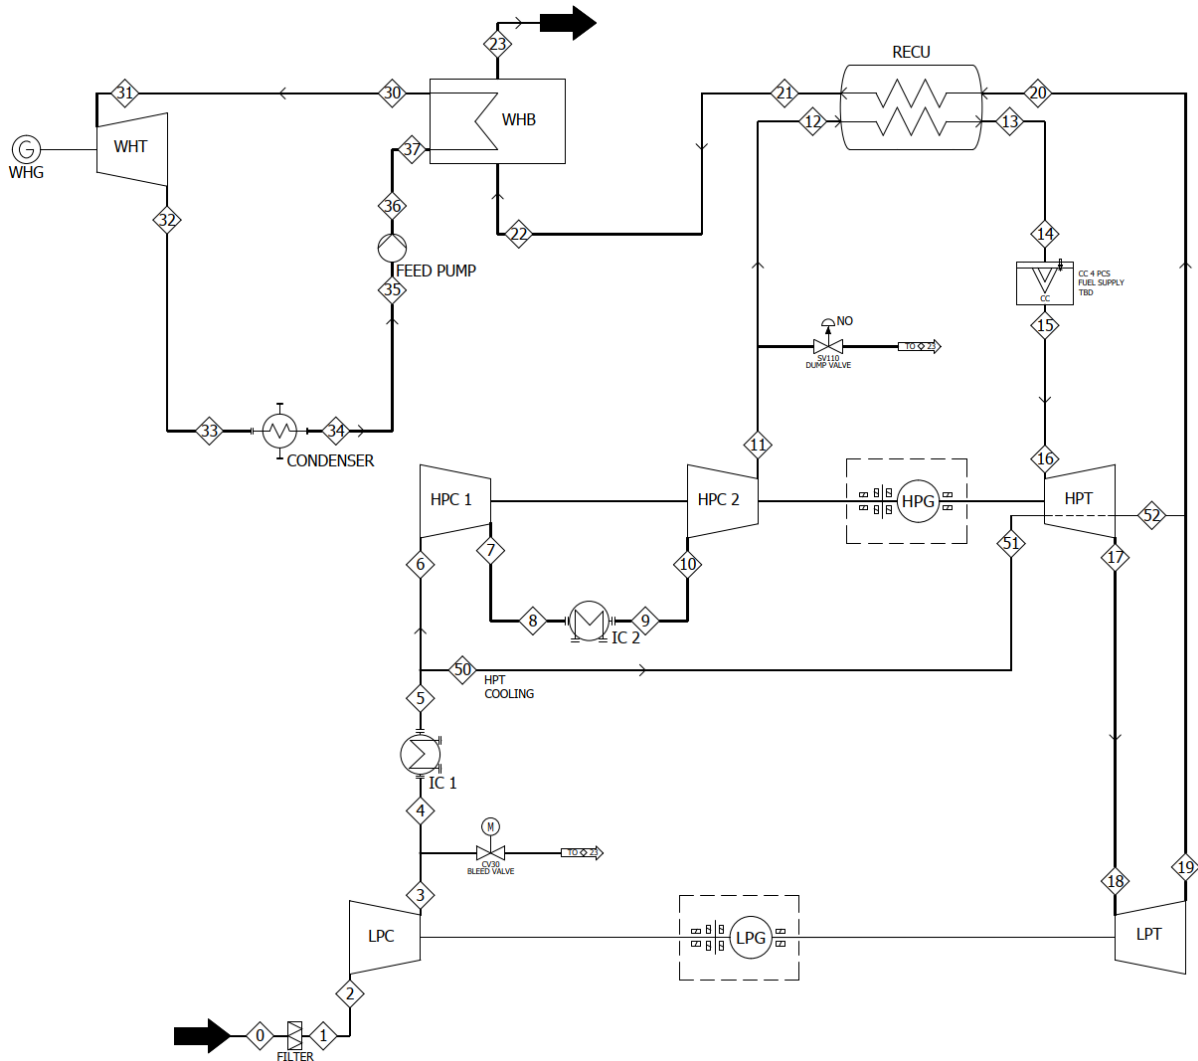 23
RECU
31
30
21
20
12
13
WHB
WHT
G
WHG
37
32
36
22
14
FEED PUMP
CC 4 PCS
FUEL SUPPLY
TBD
CC
35
15
NO
TO 23
SV110
DUMP VALVE
33
34
CONDENSER
11
16
HPC 1
HPC 2
HPG
HPT
52
51
7
6
10
17
8
9
IC 2
50
HPT
COOLING
5
IC 1
4
M
TO 23
CV30
BLEED VALVE
3
18
19
LPC
LPG
LPT
2
0
1
FILTER